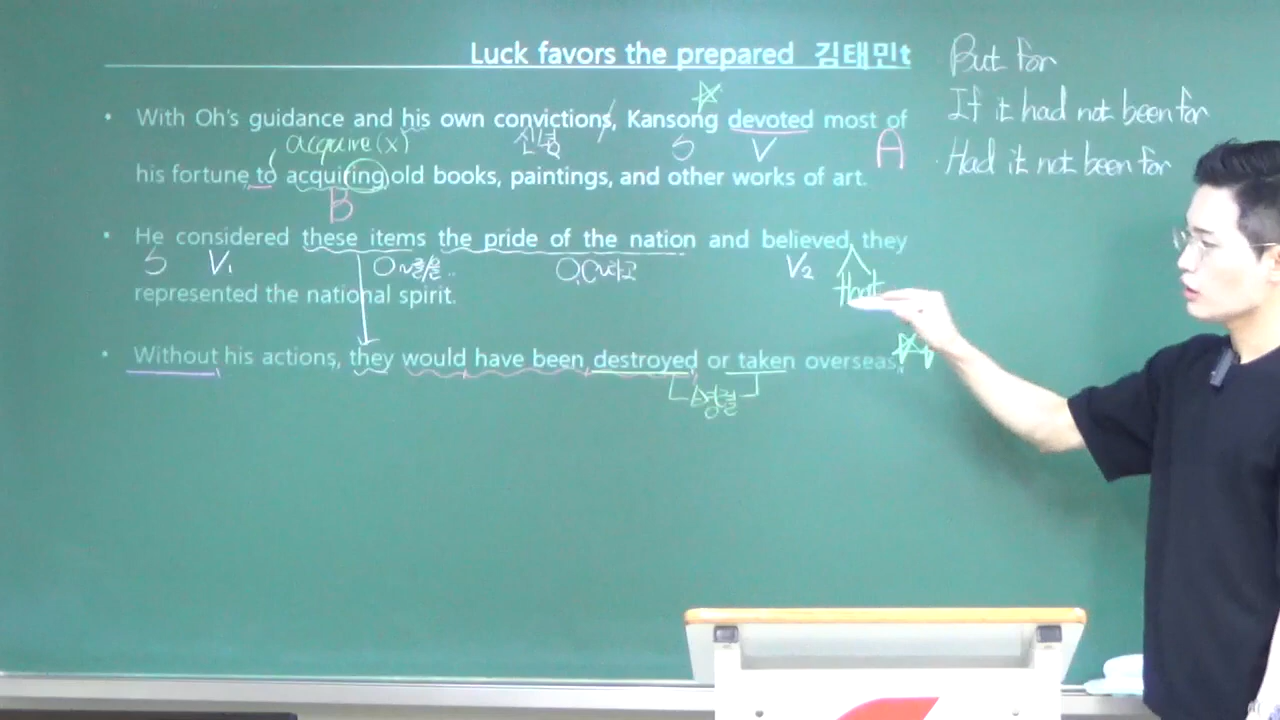 Luck favors the prepared 김태민t
But for
If it had not been for
Had it not been for
• With Oh's guidance and his own convictions, Kansong devoted most of
acquire(x) 신념 S V A
his fortune to acquiring old books, paintings, and other works of art.
B
• He considered these items the pride of the nation and believed they
S V₁ O~를/을.. O.C~라고 V₂ that
represented the national spirit.
• Without his actions, they would have been destroyed or taken overseas.
병렬